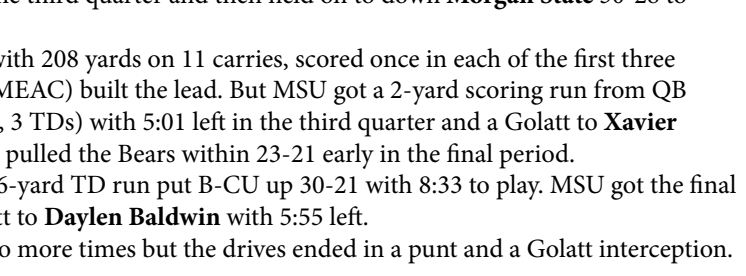 the third quarter and then held on to down Morgan State 30-28 to
with 208 yards on 11 carries, scored once in each of the first three
MEAC) built the lead. But MSU got a 2-yard scoring run from QB
, 3 TDs) with 5:01 left in the third quarter and a Golatt to Xavier
pulled the Bears within 23-21 early in the final period.
6-yard TD run put B-CU up 30-21 with 8:33 to play. MSU got the final
tt to Daylen Baldwin with 5:55 left.
o more times but the drives ended in a punt and a Golatt interception.